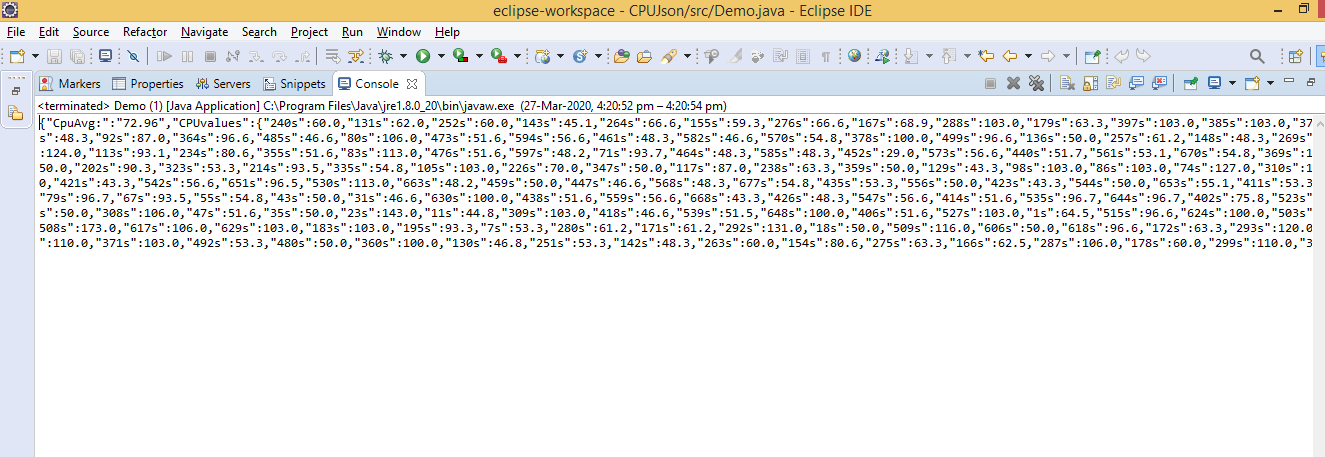 eclipse-workspace - CPUJson/src/Demo.java - Eclipse IDE
File Edit Source Refactor Navigate Search Project Run Window Help
Markers Properties Servers Snippets Console
<terminated> Demo (1) [Java Application] C:\Program Files\Java\jre1.8.0_20\bin\javaw.exe (27-Mar-2020, 4:20:52 pm – 4:20:54 pm)
{"CpuAvg:":"72.96","CPUvalues":{"240s":60.0,"131s":62.0,"252s":60.0,"143s":45.1,"264s":66.6,"155s":59.3,"276s":66.6,"167s":68.9,"288s":103.0,"179s":63.3,"397s":103.0,"385s":103.0,"37
s":48.3,"92s":87.0,"364s":96.6,"485s":46.6,"80s":106.0,"473s":51.6,"594s":56.6,"461s":48.3,"582s":46.6,"570s":54.8,"378s":100.0,"499s":96.6,"136s":50.0,"257s":61.2,"148s":48.3,"269s"
:124.0,"113s":93.1,"234s":80.6,"355s":51.6,"83s":113.0,"476s":51.6,"597s":48.2,"71s":93.7,"464s":48.3,"585s":48.3,"452s":29.0,"573s":56.6,"440s":51.7,"561s":53.1,"670s":54.8,"369s":1
50.0,"202s":90.3,"323s":53.3,"214s":93.5,"335s":54.8,"105s":103.0,"226s":70.0,"347s":50.0,"117s":87.0,"238s":63.3,"359s":50.0,"129s":43.3,"98s":103.0,"86s":103.0,"74s":127.0,"310s":1
0,"421s":43.3,"542s":56.6,"651s":96.5,"530s":113.0,"663s":48.2,"459s":50.0,"447s":46.6,"568s":48.3,"677s":54.8,"435s":53.3,"556s":50.0,"423s":43.3,"544s":50.0,"653s":55.1,"411s":53.3
"79s":96.7,"67s":93.5,"55s":54.8,"43s":50.0,"31s":46.6,"630s":100.0,"438s":51.6,"559s":56.6,"668s":43.3,"426s":48.3,"547s":56.6,"414s":51.6,"535s":96.7,"644s":96.7,"402s":75.8,"523s"
s":50.0,"308s":106.0,"47s":51.6,"35s":50.0,"23s":143.0,"11s":44.8,"309s":103.0,"418s":46.6,"539s":51.5,"648s":100.0,"406s":51.6,"527s":103.0,"1s":64.5,"515s":96.6,"624s":100.0,"503s"
508s":173.0,"617s":106.0,"629s":103.0,"183s":103.0,"195s":93.3,"7s":53.3,"280s":61.2,"171s":61.2,"292s":131.0,"18s":50.0,"509s":116.0,"606s":50.0,"618s":96.6,"172s":63.3,"293s":120.0
":110.0,"371s":103.0,"492s":53.3,"480s":50.0,"360s":100.0,"130s":46.8,"251s":53.3,"142s":48.3,"263s":60.0,"154s":80.6,"275s":63.3,"166s":62.5,"287s":106.0,"178s":60.0,"299s":110.0,"3